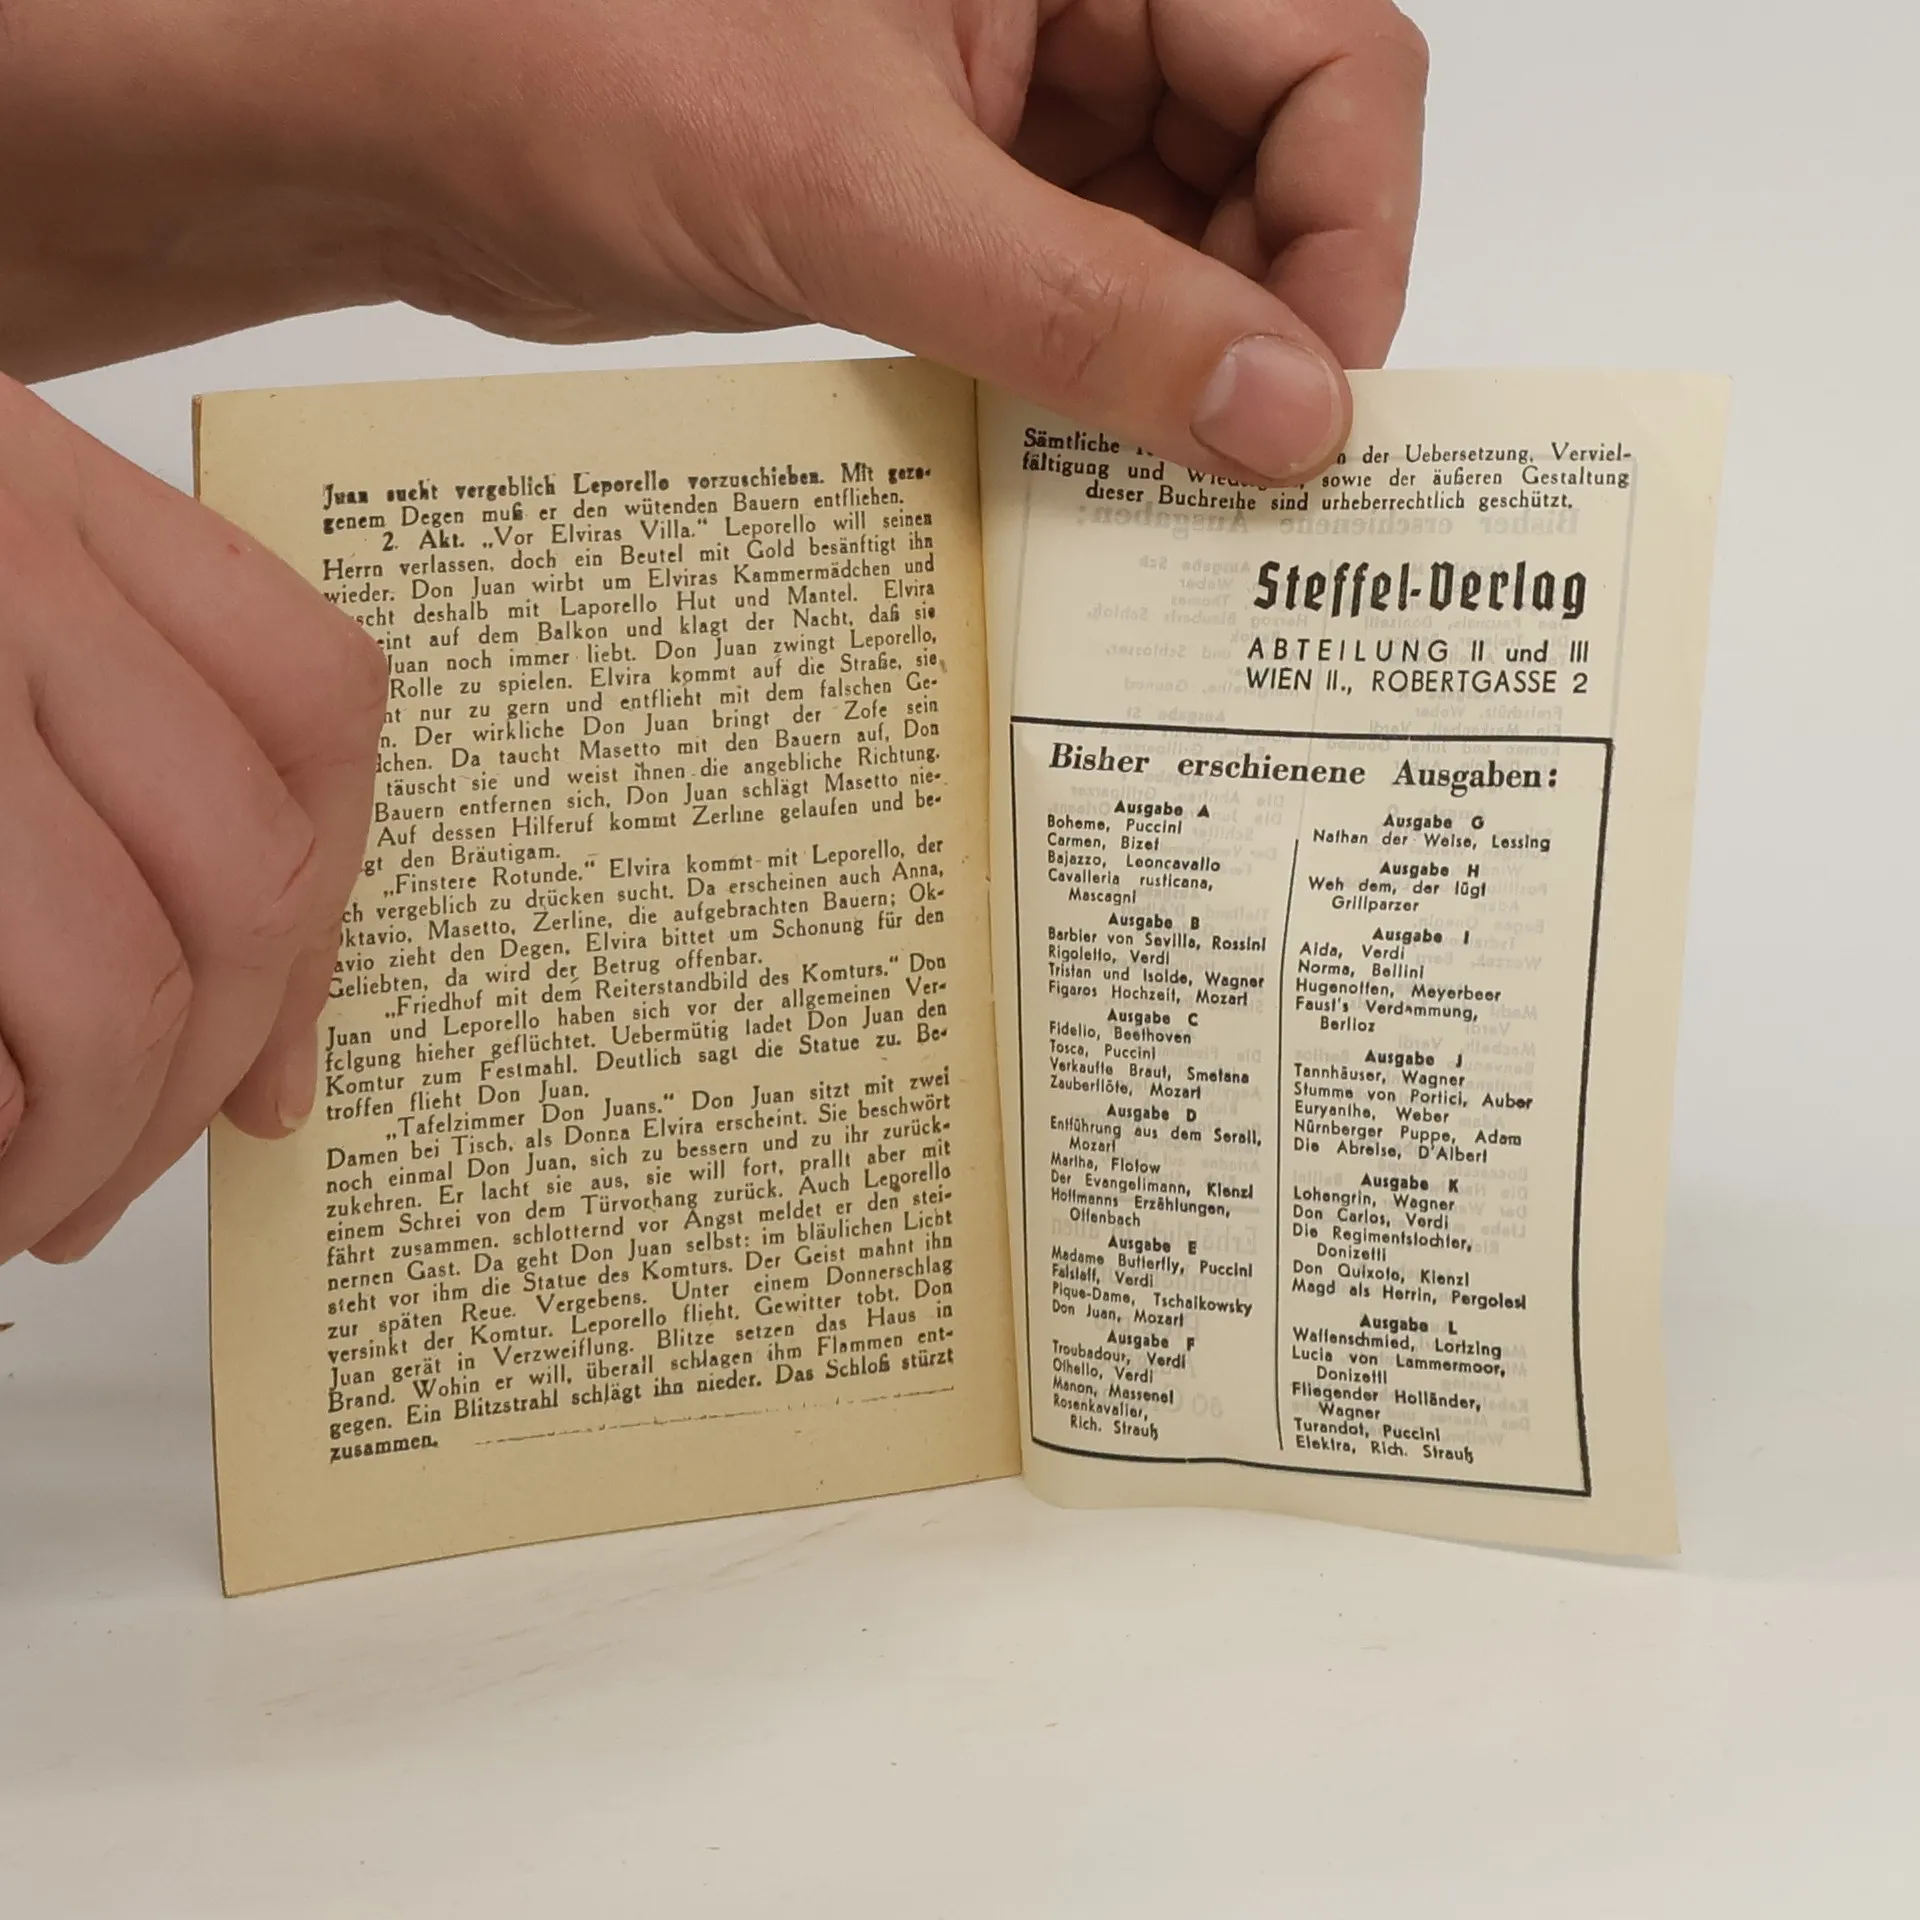 Juan sucht vergeblich Leporello vorzuschieben. Mit gezo-
genem Degen muß er den wütenden Bauern entfliehen.
2. Akt. „Vor Elviras Villa.“ Leporello will seinen
Herrn verlassen, doch ein Beutel mit Gold besänftigt ihn
wieder. Don Juan wirbt um Elviras Kammermädchen und
scht deshalb mit Laporello Hut und Mantel. Elvira
eint auf dem Balkon und klagt der Nacht, daß sie
Juan noch immer liebt. Don Juan zwingt Leporello,
Rolle zu spielen. Elvira kommt auf die Straße, sie
nt nur zu gern und entflieht mit dem falschen Ge-
n. Der wirkliche Don Juan bringt der Zofe sein
dchen. Da taucht Masetto mit den Bauern auf, Don
täuscht sie und weist ihnen die angebliche Richtung.
Bauern entfernen sich, Don Juan schlägt Masetto nie-
Auf dessen Hilferuf kommt Zerline gelaufen und be-
gt den Bräutigam.
„Finstere Rotunde.“ Elvira kommt mit Leporello, der
ch vergeblich zu drücken sucht. Da erscheinen auch Anna,
Oktavio, Masetto, Zerline, die aufgebrachten Bauern; Ok-
avio zieht den Degen, Elvira bittet um Schonung für den
Geliebten, da wird der Betrug offenbar.
„Friedhof mit dem Reiterstandbild des Komturs.“ Don
Juan und Leporello haben sich vor der allgemeinen Ver-
folgung hieher geflüchtet. Uebermütig ladet Don Juan den
Komtur zum Festmahl. Deutlich sagt die Statue zu. Be-
troffen flieht Don Juan.
„Tafelzimmer Don Juans.“ Don Juan sitzt mit zwei
Damen bei Tisch, als Donna Elvira erscheint. Sie beschwört
noch einmal Don Juan, sich zu bessern und zu ihr zurück-
zukehren. Er lacht sie aus, sie will fort, prallt aber mit
einem Schrei von dem Türvorhang zurück. Auch Leporello
fährt zusammen, schlotternd vor Angst meldet er den stei-
nernen Gast. Da geht Don Juan selbst: im bläulichen Licht
steht vor ihm die Statue des Komturs. Der Geist mahnt ihn
zur späten Reue. Vergebens. Unter einem Donnerschlag
versinkt der Komtur. Leporello flieht. Gewitter tobt. Don
Juan gerät in Verzweiflung. Blitze setzen das Haus in
Brand. Wohin er will, überall schlagen ihm Flammen ent-
gegen. Ein Blitzstrahl schlägt ihn nieder. Das Schloß stürzt
zusammen.
Sämtliche der Uebersetzung, Verviel-
fältigung und sowie der äußeren Gestaltung
dieser Buchreihe sind urheberrechtlich geschützt.
Steffel-Verlag
ABTEILUNG II und III
WIEN II., ROBERTGASSE 2
Bisher erschienene Ausgaben:
Ausgabe A
Boheme, Puccini
Carmen, Bizet
Bajazzo, Leoncavallo
Cavalleria rusticana,
Mascagni
Ausgabe B
Barbier von Sevilla, Rossini
Rigoletto, Verdi
Tristan und Isolde, Wagner
Figaros Hochzeit, Mozart
Ausgabe C
Fidelio, Beethoven
Tosca, Puccini
Verkaufte Braut, Smetana
Zauberflöte, Mozart
Ausgabe D
Entführung aus dem Serail,
Mozart
Martha, Flotow
Der Evangelimann, Kienzl
Hoffmanns Erzählungen,
Offenbach
Ausgabe E
Madame Butterfly, Puccini
Falstaff, Verdi
Pique-Dame, Tschaikowsky
Don Juan, Mozart
Ausgabe F
Troubadour, Verdi
Othello, Verdi
Manon, Massenet
Rosenkavalier,
Rich. Strauß
Ausgabe G
Nathan der Weise, Lessing
Ausgabe H
Weh dem, der lügt
Grillparzer
Ausgabe I
Aida, Verdi
Norma, Bellini
Hugenotten, Meyerbeer
Faust's Verdammung,
Berlioz
Ausgabe J
Tannhäuser, Wagner
Stumme von Portici, Auber
Euryanthe, Weber
Nürnberger Puppe, Adam
Die Abreise, D'Albert
Ausgabe K
Lohengrin, Wagner
Don Carlos, Verdi
Die Regimentstochter,
Donizetti
Don Quixote, Kienzl
Magd als Herrin, Pergolesi
Ausgabe L
Waffenschmied, Lortzing
Lucia von Lammermoor,
Donizetti
Fliegender Holländer,
Wagner
Turandot, Puccini
Elektra, Rich. Strauß